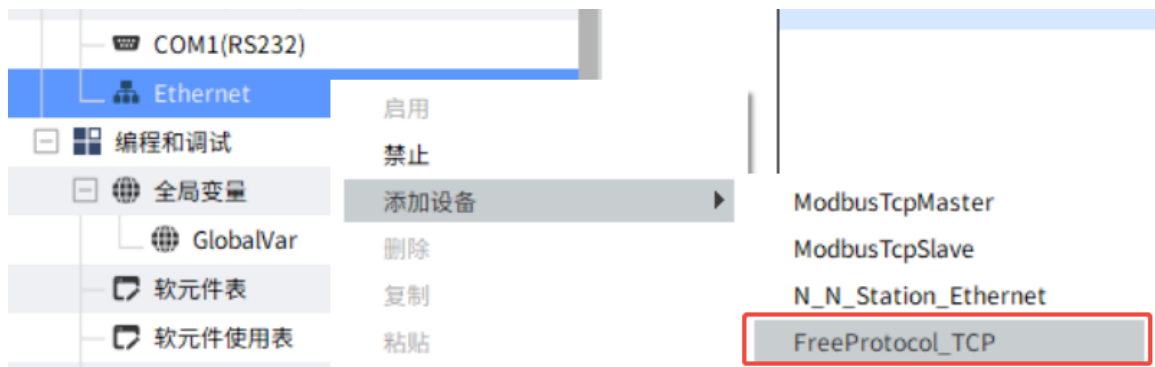 COM1(RS232)
Ethernet
编程和调试
全局变量
GlobalVar
软元件表
软元件使用表
启用
禁止
添加设备
删除
复制
粘贴
ModbusTcpMaster
ModbusTcpSlave
N_N_Station_Ethernet
FreeProtocol_TCP